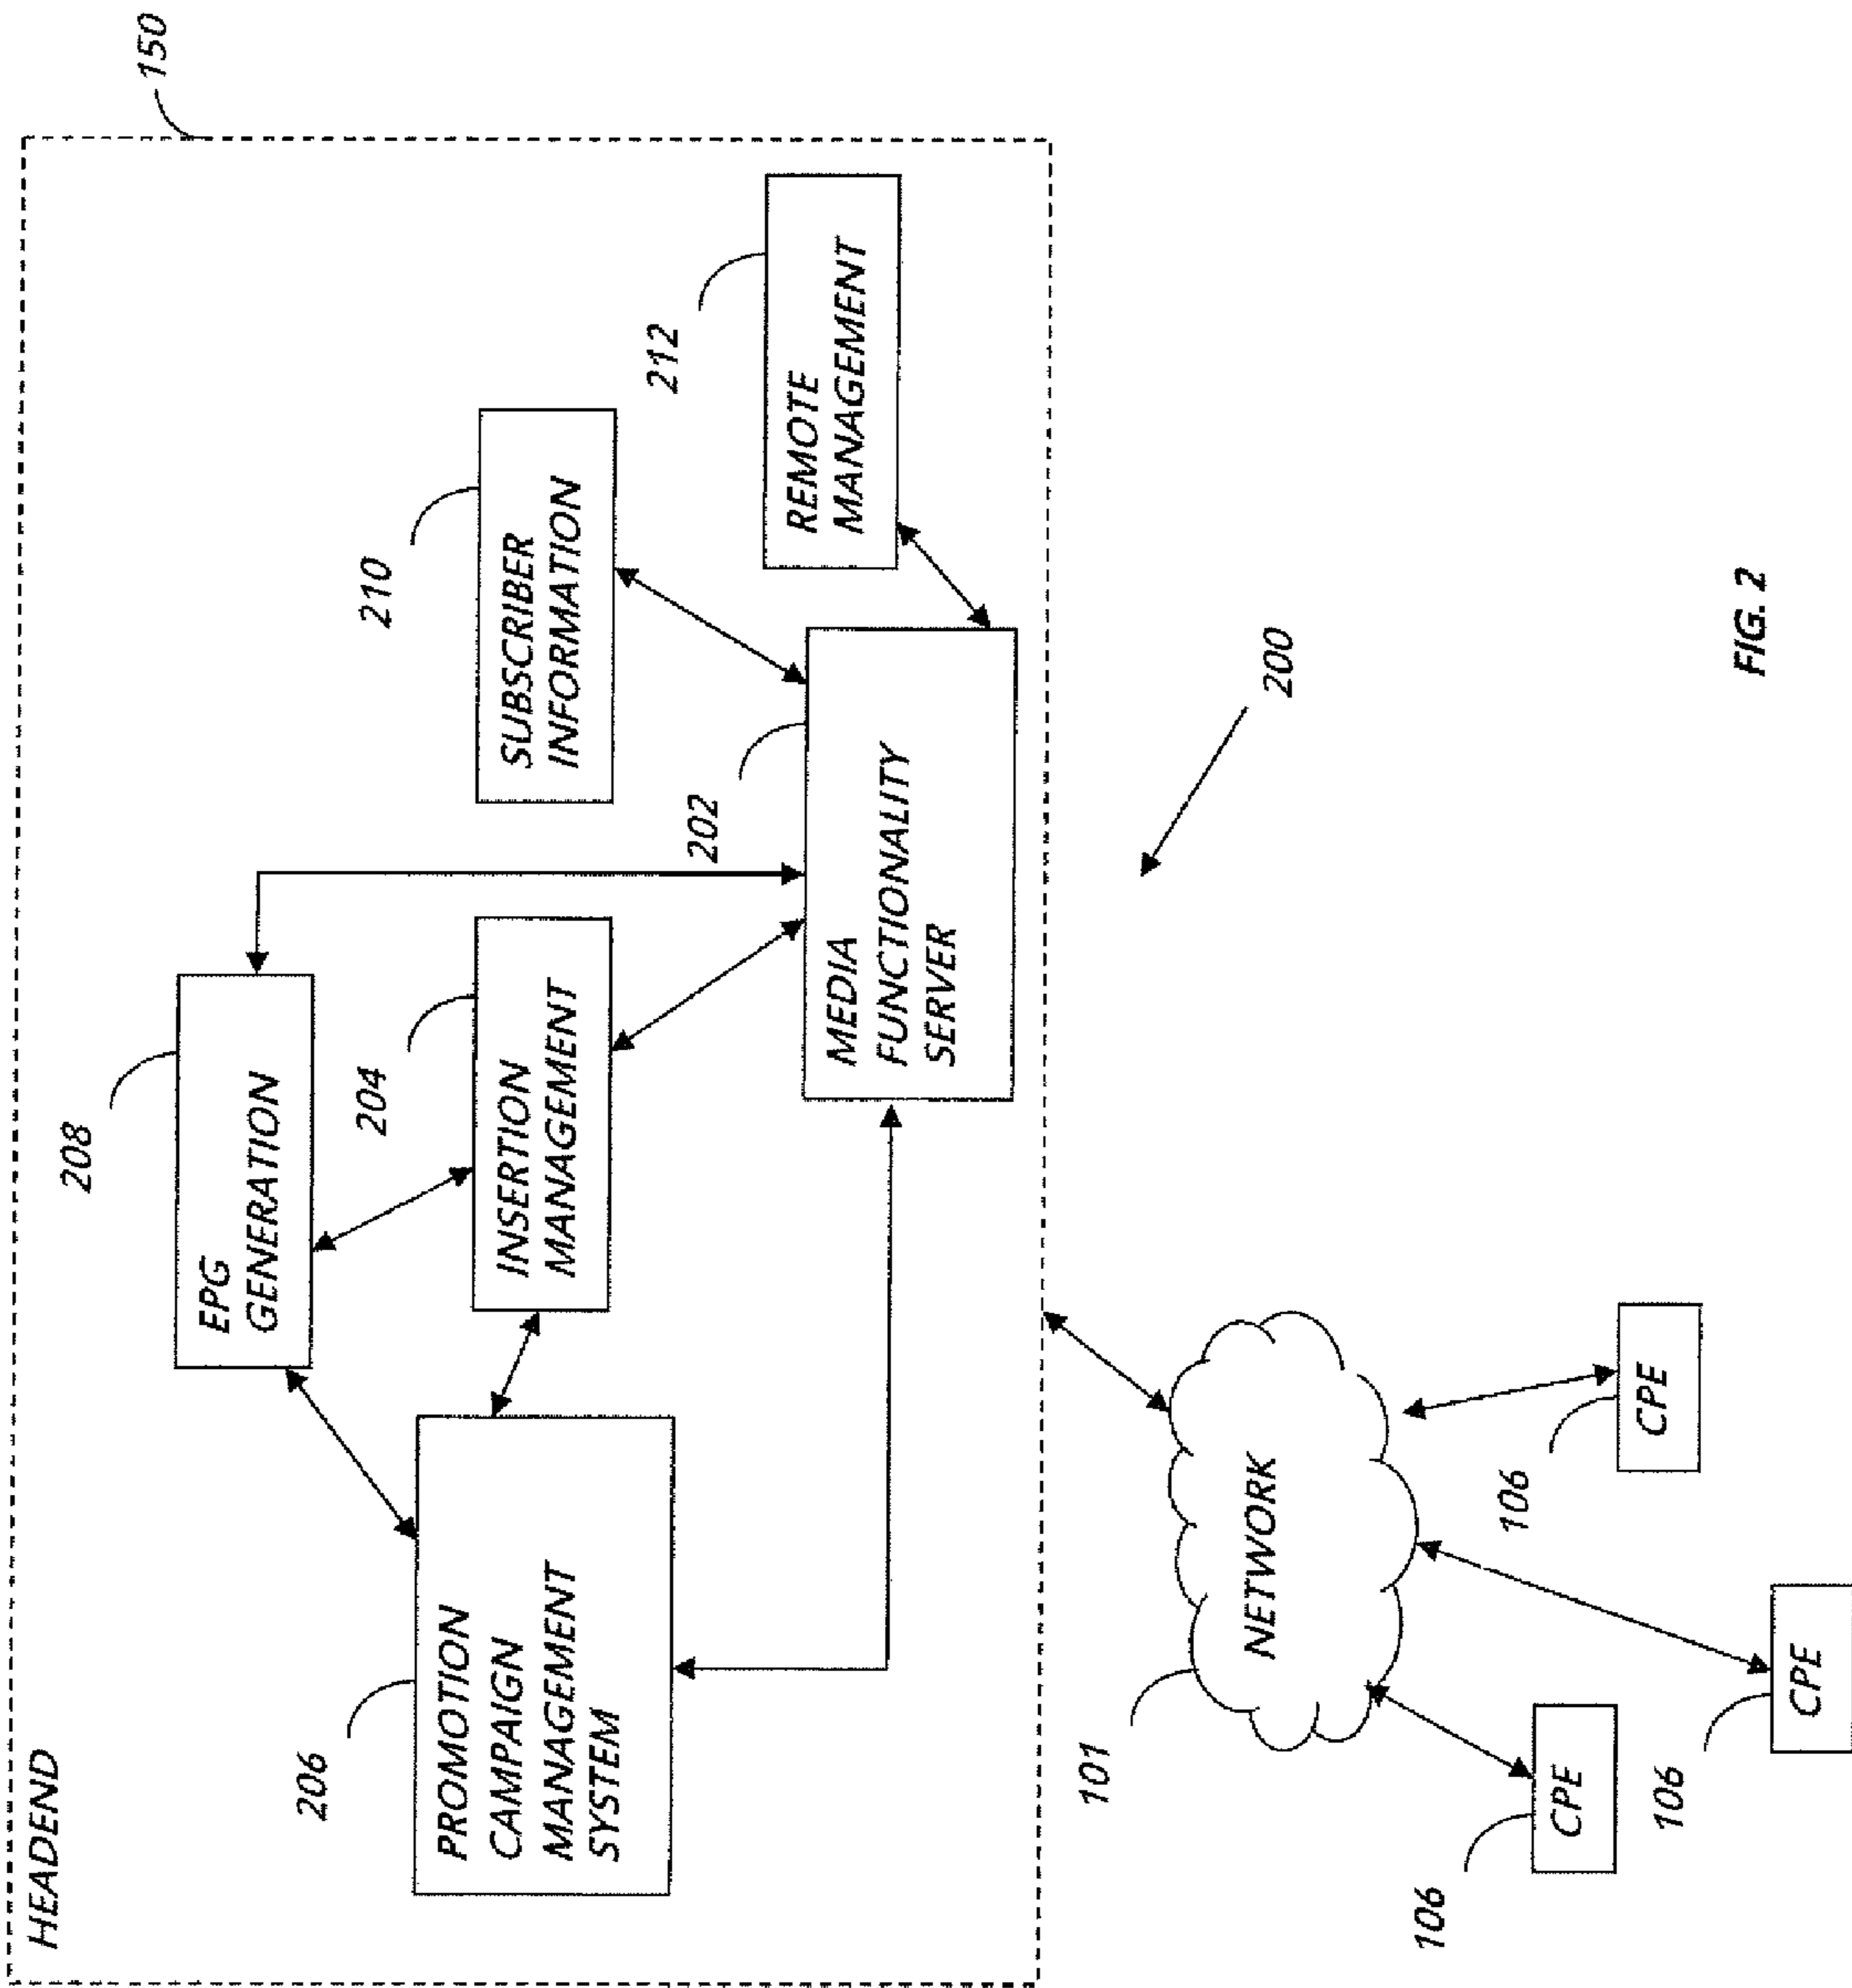 HEADEND
150
208
EPG
GENERATION
206
PROMOTION
CAMPAIGN
MANAGEMENT
SYSTEM
204
INSERTION
MANAGEMENT
210
SUBSCRIBER
INFORMATION
202
MEDIA
FUNCTIONALITY
SERVER
212
REMOTE
MANAGEMENT
101
NETWORK
200
106
CPE
106
CPE
106
CPE
FIG. 2